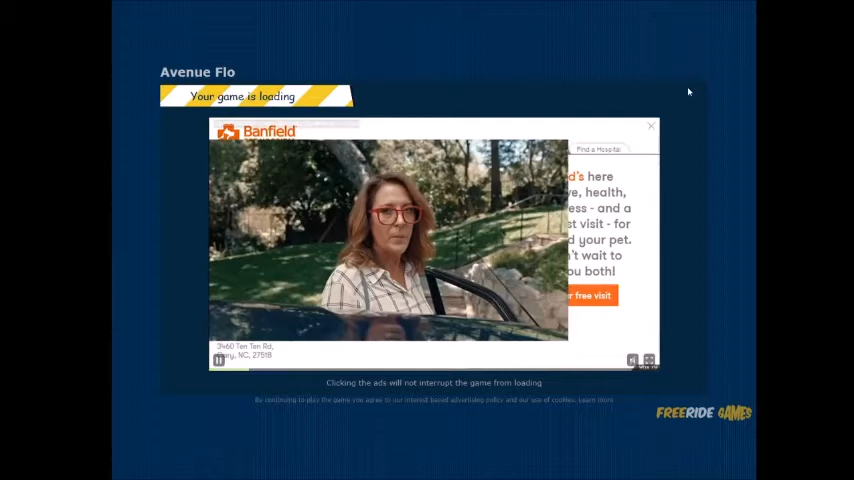 Avenue Flo
Your game is loading
Banfield
Find a Hospital
d's here
ve, health,
ess - and a
st visit - for
d your pet.
n't wait to
ou both!
r free visit
3460 Ten Ten Rd,
Cary, NC, 27518
Clicking the ads will not interrupt the game from loading
By continuing to play the game you agree to our interest based advertising policy and our use of cookies. Learn more
FREERIDE GAMES